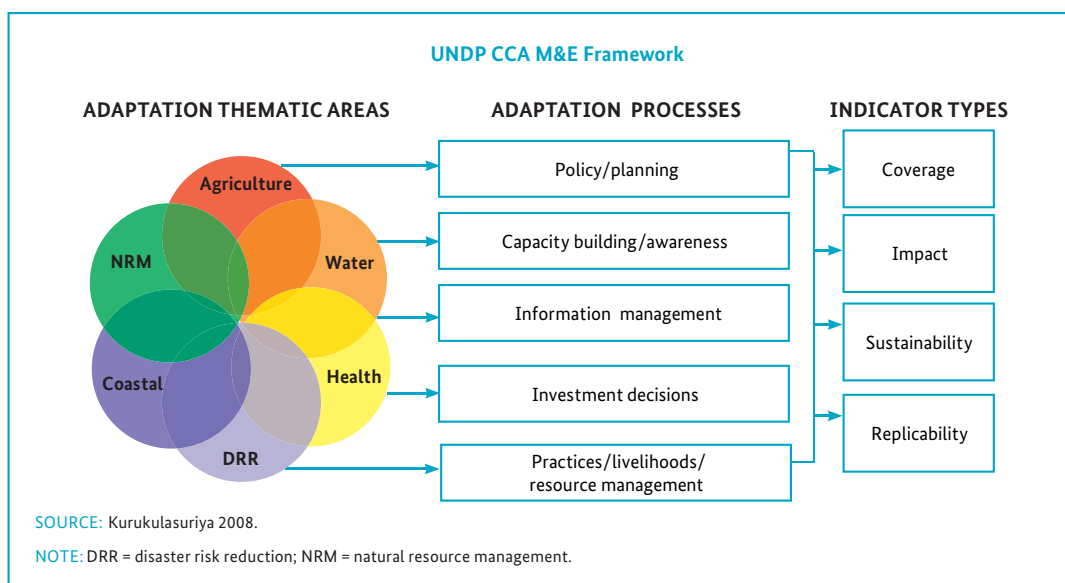 UNDP CCA M&E Framework
ADAPTATION THEMATIC AREAS
ADAPTATION PROCESSES
INDICATOR TYPES
Agriculture
NRM
Water
Coastal
Health
DRR
Policy/planning
Capacity building/awareness
Information management
Investment decisions
Practices/livelihoods/
resource management
Coverage
Impact
Sustainability
Replicability
SOURCE: Kurukulasuriya 2008.
NOTE: DRR = disaster risk reduction; NRM = natural resource management.